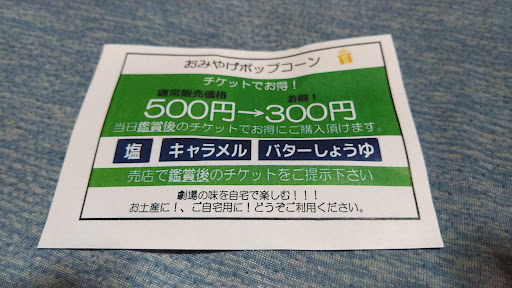 おみやげポップコーン
チケットでお得！
通常販売価格 お得！
500円→300円
当日鑑賞後のチケットでお得にご購入頂けます。
塩 キャラメル バターしょうゆ
売店で鑑賞後のチケットをご提示下さい
劇場の味を自宅で楽しむ！！！
お土産に！、ご自宅用に！どうぞご利用ください。